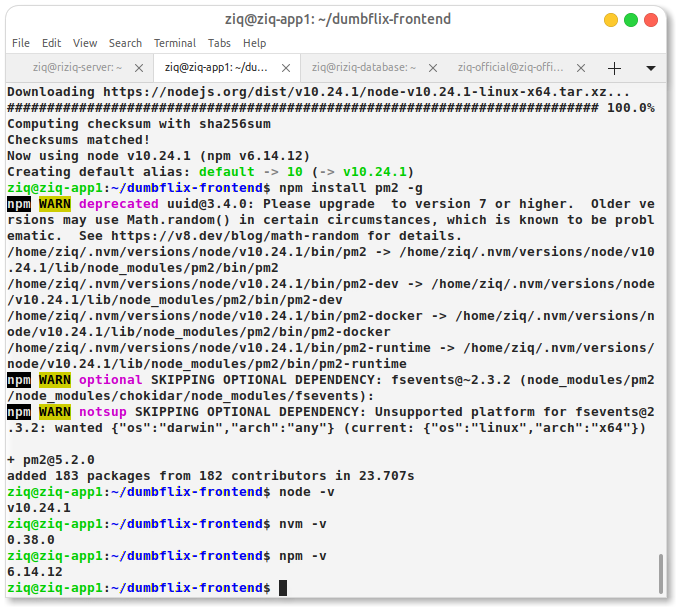 ziq@ziq-app1: ~/dumbflix-frontend
File Edit View Search Terminal Tabs Help
ziq@riziq-server: ~ ziq@ziq-app1: ~/du... ziq@riziq-database: ~ ziq-official@ziq-offi...
Downloading https://nodejs.org/dist/v10.24.1/node-v10.24.1-linux-x64.tar.xz...
########################################################################## 100.0%
Computing checksum with sha256sum
Checksums matched!
Now using node v10.24.1 (npm v6.14.12)
Creating default alias: default -> 10 (-> v10.24.1)
ziq@ziq-app1:~/dumbflix-frontend$ npm install pm2 -g
npm WARN deprecated uuid@3.4.0: Please upgrade  to version 7 or higher.  Older ve
rsions may use Math.random() in certain circumstances, which is known to be probl
ematic.  See https://v8.dev/blog/math-random for details.
/home/ziq/.nvm/versions/node/v10.24.1/bin/pm2 -> /home/ziq/.nvm/versions/node/v10
.24.1/lib/node_modules/pm2/bin/pm2
/home/ziq/.nvm/versions/node/v10.24.1/bin/pm2-dev -> /home/ziq/.nvm/versions/node
/v10.24.1/lib/node_modules/pm2/bin/pm2-dev
/home/ziq/.nvm/versions/node/v10.24.1/bin/pm2-docker -> /home/ziq/.nvm/versions/n
ode/v10.24.1/lib/node_modules/pm2/bin/pm2-docker
/home/ziq/.nvm/versions/node/v10.24.1/bin/pm2-runtime -> /home/ziq/.nvm/versions/
node/v10.24.1/lib/node_modules/pm2/bin/pm2-runtime
npm WARN optional SKIPPING OPTIONAL DEPENDENCY: fsevents@~2.3.2 (node_modules/pm2
/node_modules/chokidar/node_modules/fsevents):
npm WARN notsup SKIPPING OPTIONAL DEPENDENCY: Unsupported platform for fsevents@2
.3.2: wanted {"os":"darwin","arch":"any"} (current: {"os":"linux","arch":"x64"})
+ pm2@5.2.0
added 183 packages from 182 contributors in 23.707s
ziq@ziq-app1:~/dumbflix-frontend$ node -v
v10.24.1
ziq@ziq-app1:~/dumbflix-frontend$ nvm -v
0.38.0
ziq@ziq-app1:~/dumbflix-frontend$ npm -v
6.14.12
ziq@ziq-app1:~/dumbflix-frontend$